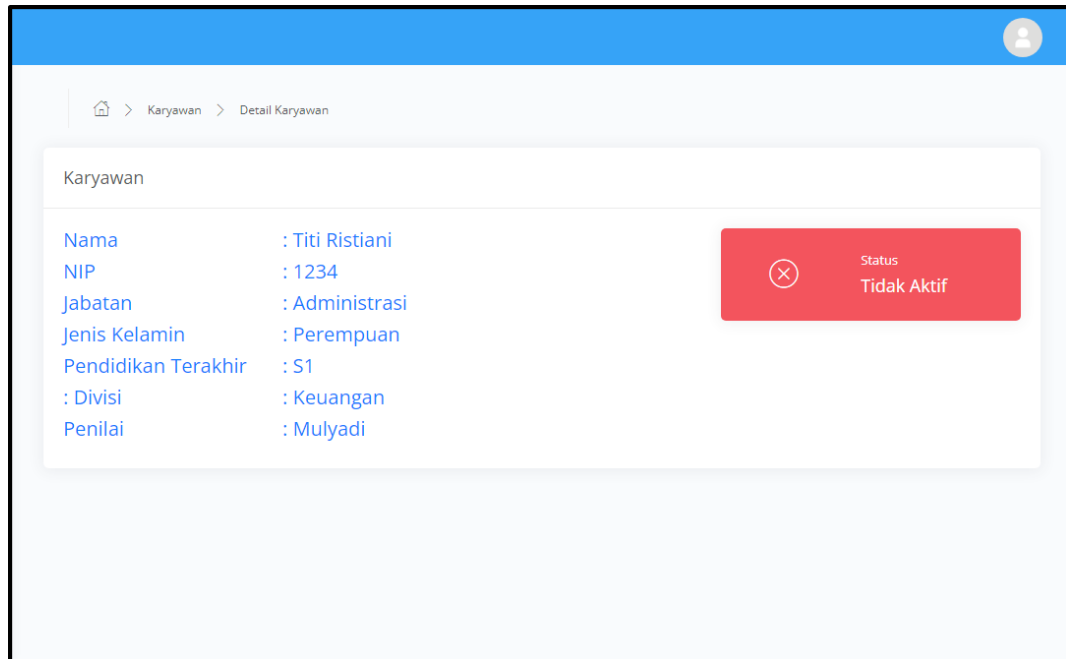 Karyawan > Detail Karyawan
Karyawan
Nama : Titi Ristiani
NIP : 1234
Jabatan : Administrasi
Jenis Kelamin : Perempuan
Pendidikan Terakhir : S1
: Divisi : Keuangan
Penilai : Mulyadi
Status
Tidak Aktif